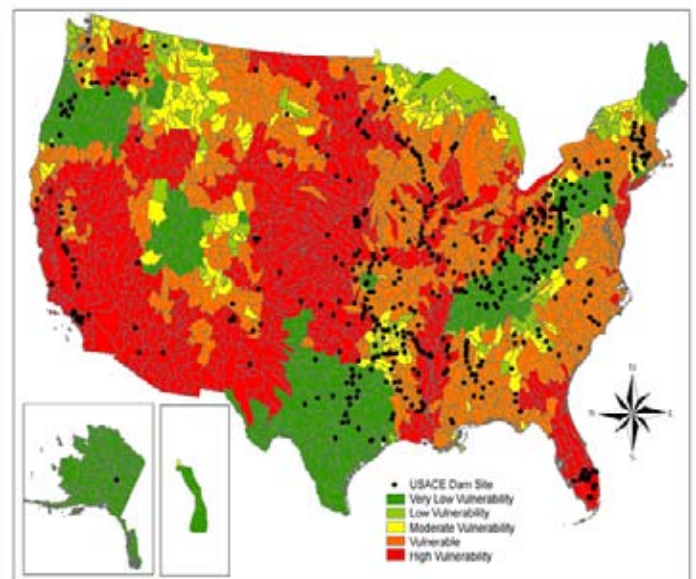 N
E
S
USACE Dam Site
Very Low Vulnerability
Low Vulnerability
Moderate Vulnerability
Vulnerable
High Vulnerability